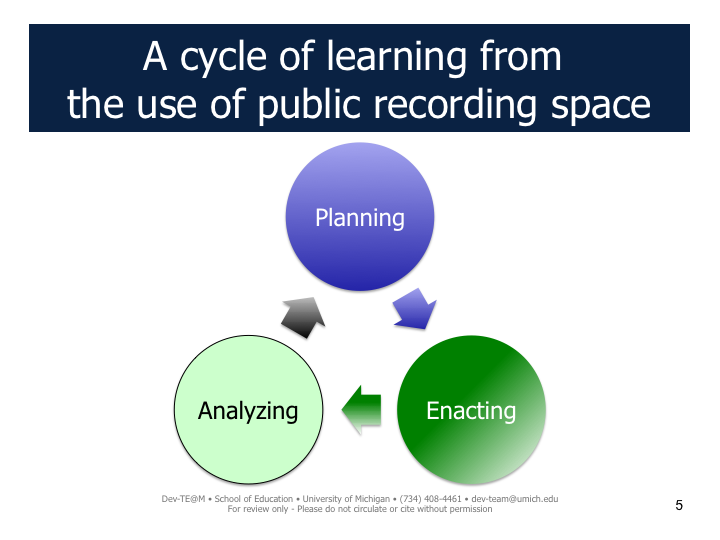 A cycle of learning from
the use of public recording space
Planning
Analyzing
Enacting
Dev-TE@M • School of Education • University of Michigan • (734) 408-4461 • dev-team@umich.edu
For review only - Please do not circulate or cite without permission
5